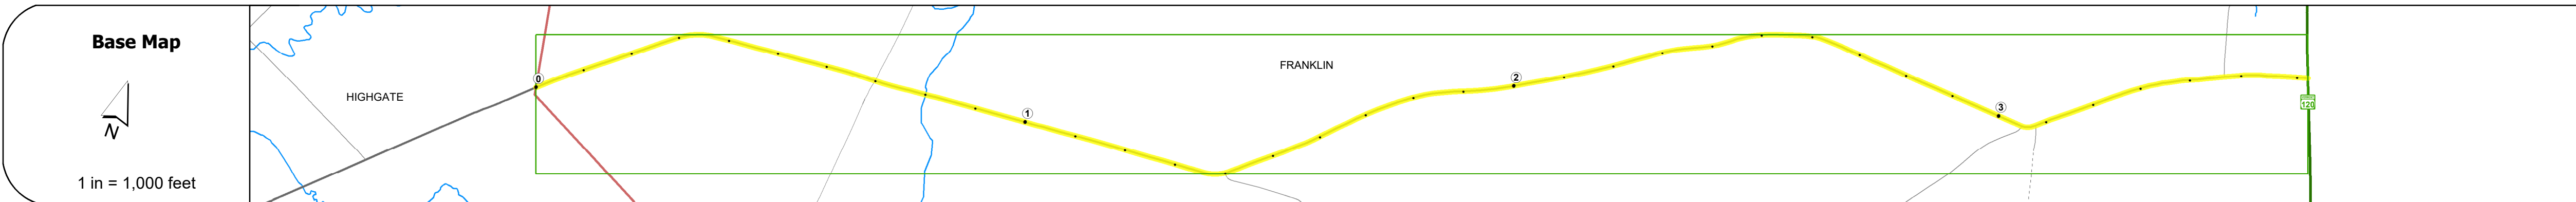 Base Map
N
1 in = 1,000 feet
HIGHGATE
FRANKLIN
0
1
2
3
120